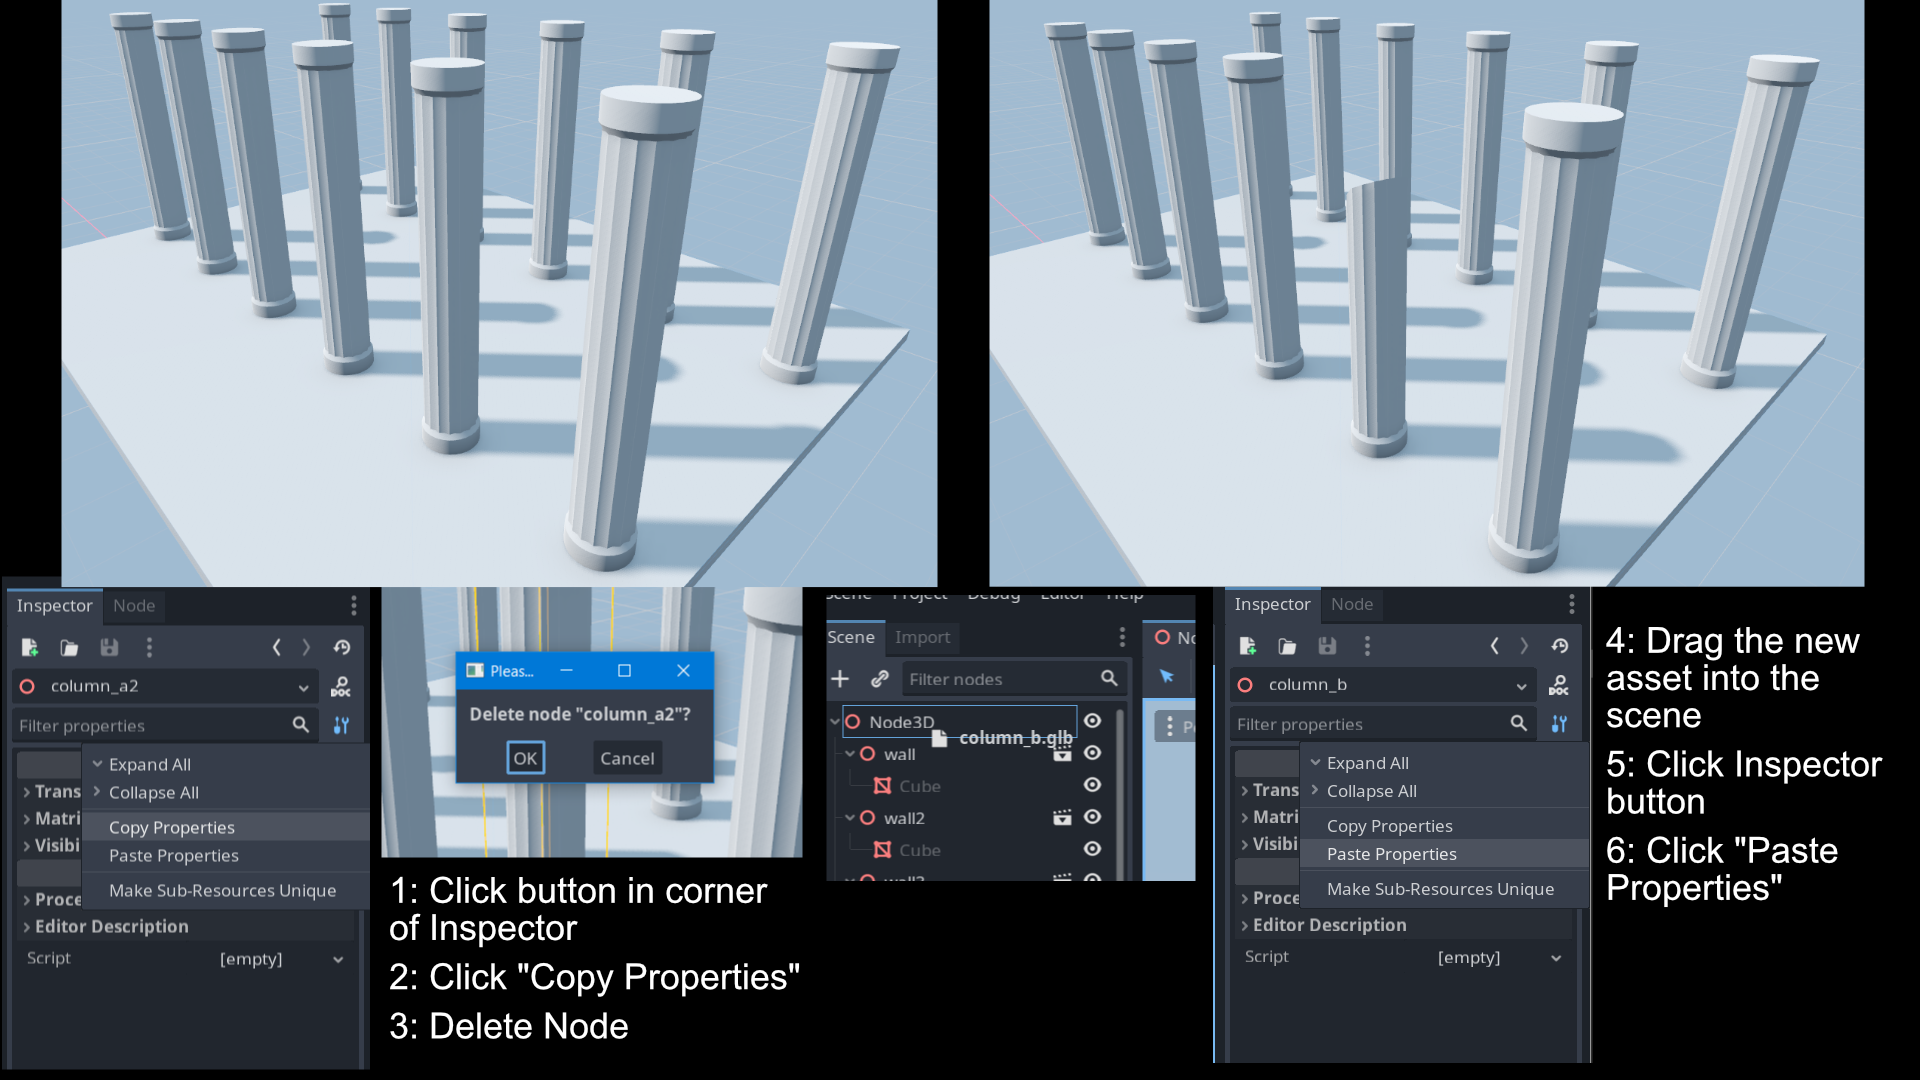 Inspector
Node
column_a2
Filter properties
Expand All
Collapse All
Trans
Matri
Visibi
Copy Properties
Paste Properties
Make Sub-Resources Unique
Proce
Editor Description
Script
[empty]
Pleas...
Delete node "column_a2"?
OK
Cancel
1: Click button in corner
of Inspector
2: Click "Copy Properties"
3: Delete Node
Scene Project Debug Editor Help
Scene
Import
Filter nodes
Node3D
column_b.glb
wall
Cube
wall2
Cube
wall3
Inspector
Node
DOC
column_b
Filter properties
Expand All
Collapse All
Trans
Matri
Visibi
Copy Properties
Paste Properties
Make Sub-Resources Unique
Proce
Editor Description
Script
[empty]
4: Drag the new
asset into the
scene
5: Click Inspector
button
6: Click "Paste
Properties"